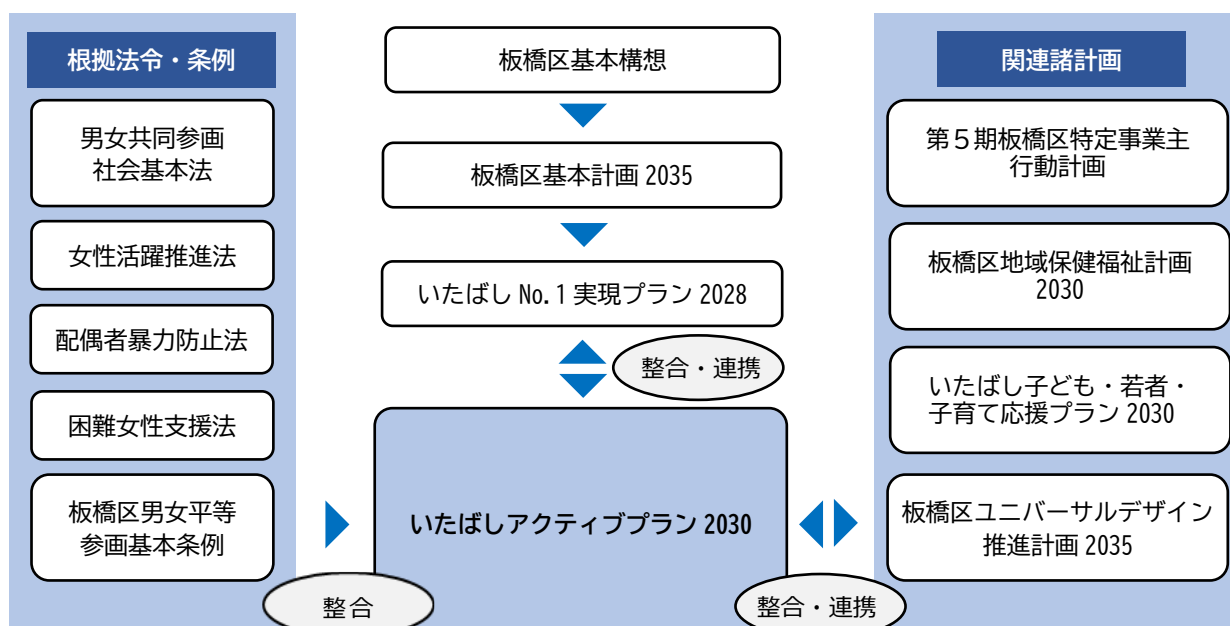 根拠法令・条例
男女共同参画
社会基本法
女性活躍推進法
配偶者暴力防止法
困難女性支援法
板橋区男女平等
参画基本条例
整合
板橋区基本構想
板橋区基本計画 2035
いたばし No.1 実現プラン 2028
整合・連携
いたばしアクティブプラン 2030
整合・連携
関連諸計画
第５期板橋区特定事業主
行動計画
板橋区地域保健福祉計画
2030
いたばし子ども・若者・
子育て応援プラン 2030
板橋区ユニバーサルデザイン
推進計画 2035